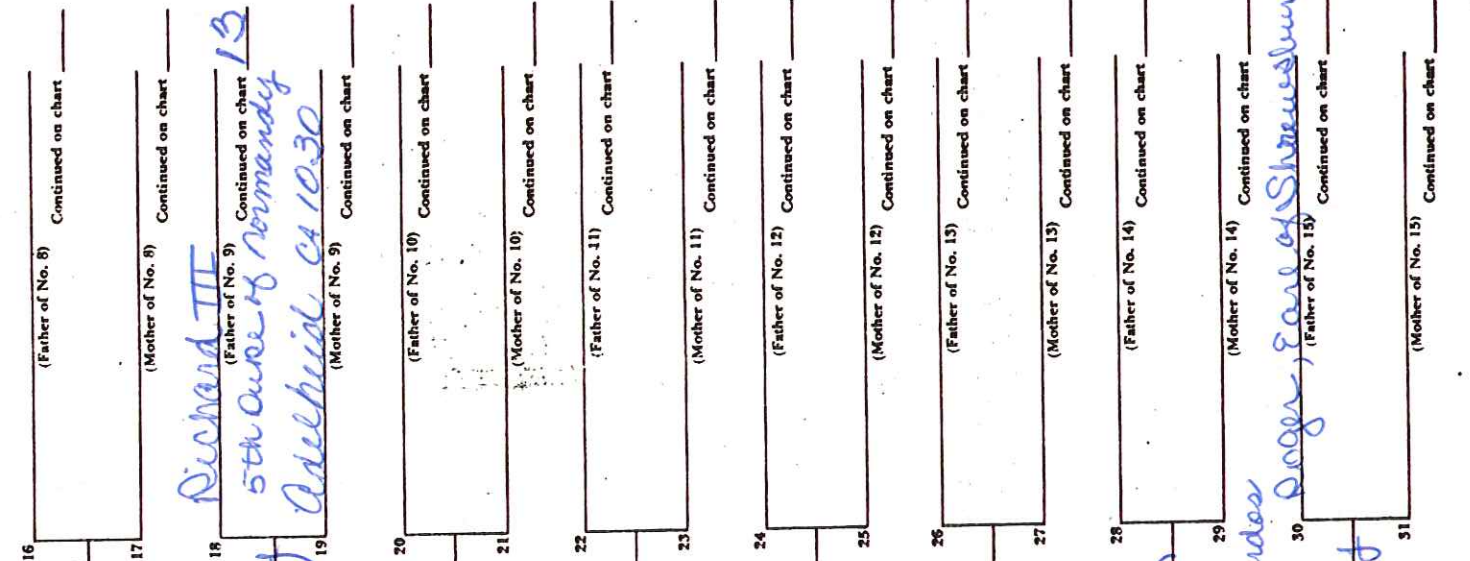 16
(Father of No. 8) Continued on chart
17
(Mother of No. 8) Continued on chart
Richard III
18
(Father of No. 9) Continued on chart 13
5th Duke of Normandy
Adelheid ca 1030
19
(Mother of No. 9) Continued on chart
20
(Father of No. 10) Continued on chart
21
(Mother of No. 10) Continued on chart
22
(Father of No. 11) Continued on chart
23
(Mother of No. 11) Continued on chart
24
(Father of No. 12) Continued on chart
25
(Mother of No. 12) Continued on chart
26
(Father of No. 13) Continued on chart
27
(Mother of No. 13) Continued on chart
28
(Father of No. 14) Continued on chart
29
(Mother of No. 14) Continued on chart
Roger, Earl of
30
(Father of No. 15) Continued on chart
31
(Mother of No. 15) Continued on chart